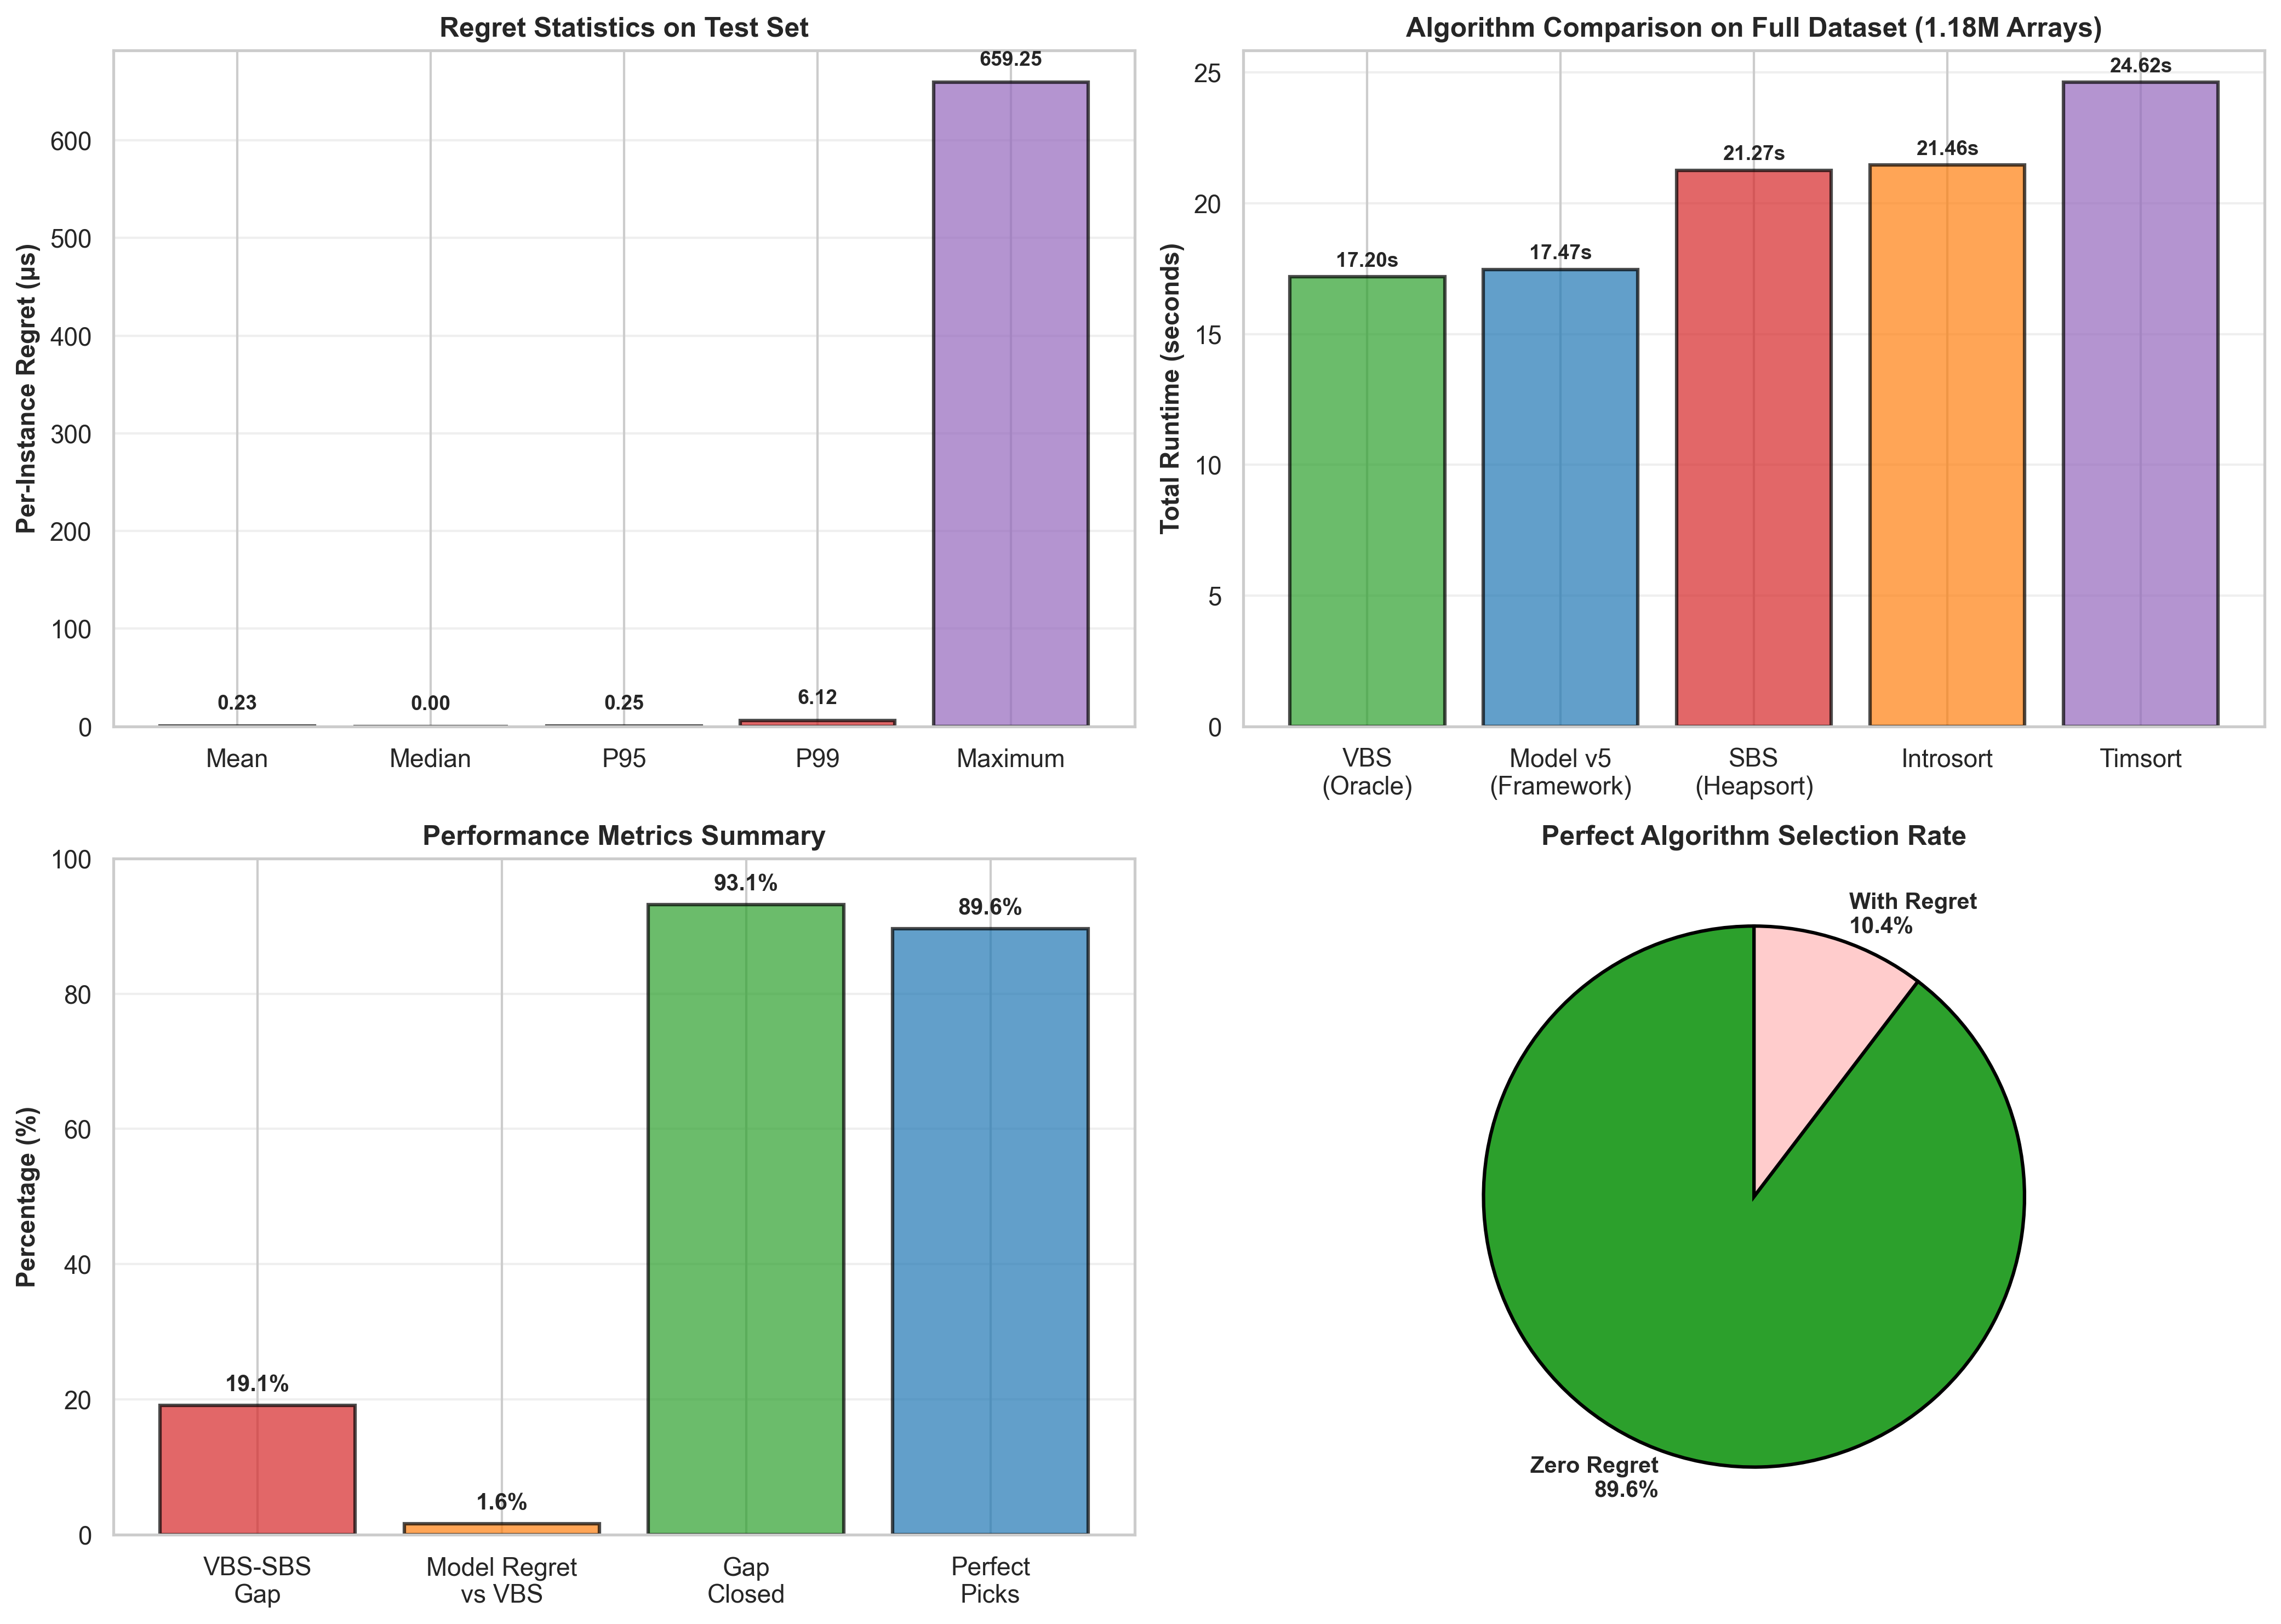 Regret Statistics on Test Set
Per-Instance Regret (µs)
600
500
400
300
200
100
0
0.23
0.00
0.25
6.12
659.25
Mean
Median
P95
P99
Maximum
Algorithm Comparison on Full Dataset (1.18M Arrays)
Total Runtime (seconds)
25
20
15
10
5
0
17.20s
17.47s
21.27s
21.46s
24.62s
VBS
(Oracle)
Model v5
(Framework)
SBS
(Heapsort)
Introsort
Timsort
Performance Metrics Summary
Percentage (%)
100
80
60
40
20
0
19.1%
1.6%
93.1%
89.6%
VBS-SBS
Gap
Model Regret
vs VBS
Gap
Closed
Perfect
Picks
Perfect Algorithm Selection Rate
With Regret
10.4%
Zero Regret
89.6%